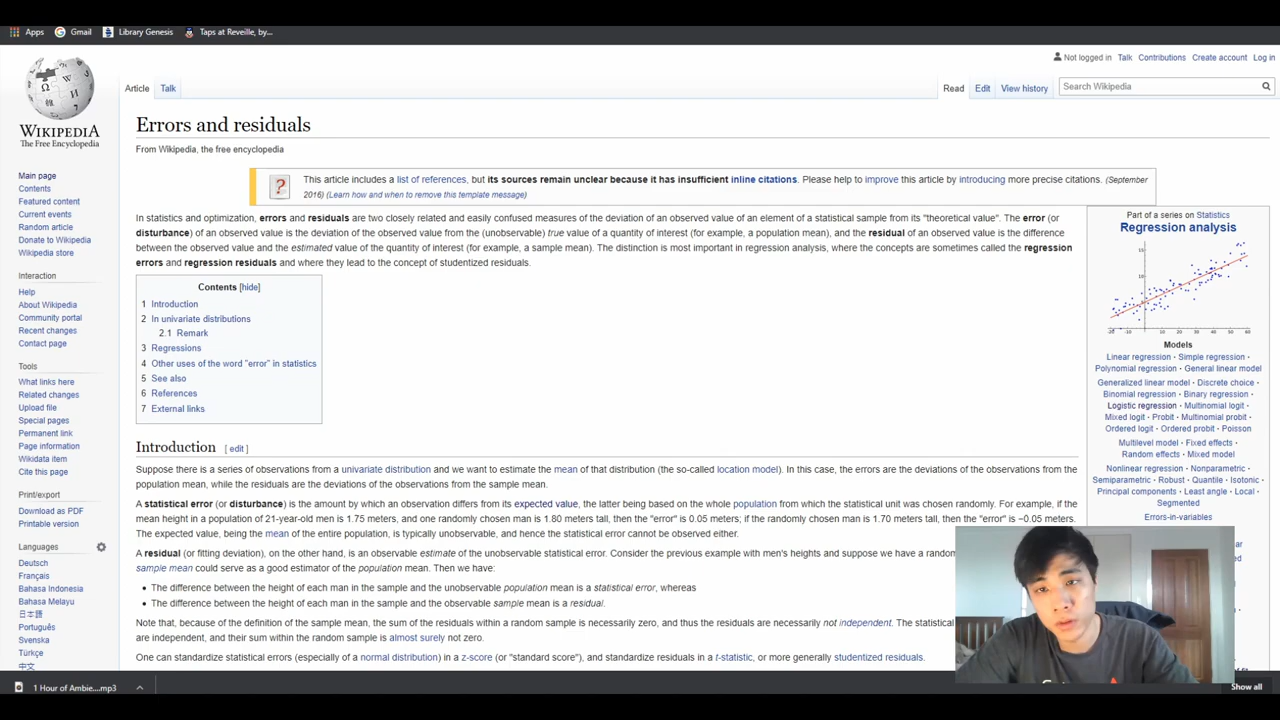 Apps Gmail Library Genesis Taps at Reveille, by...
Not logged in Talk Contributions Create account Log in
Article Talk Read Edit View history Search Wikipedia
WIKIPEDIA
The Free Encyclopedia
Main page
Contents
Featured content
Current events
Random article
Donate to Wikipedia
Wikipedia store
Interaction
Help
About Wikipedia
Community portal
Recent changes
Contact page
Tools
What links here
Related changes
Upload file
Special pages
Permanent link
Page information
Wikidata item
Cite this page
Print/export
Download as PDF
Printable version
Languages
Deutsch
Français
Bahasa Indonesia
Bahasa Melayu
日本語
Português
Svenska
Türkçe
中文
Errors and residuals
From Wikipedia, the free encyclopedia
This article includes a list of references, but its sources remain unclear because it has insufficient inline citations. Please help to improve this article by introducing more precise citations. (September
2016) (Learn how and when to remove this template message)
In statistics and optimization, errors and residuals are two closely related and easily confused measures of the deviation of an observed value of an element of a statistical sample from its "theoretical value". The error (or
disturbance) of an observed value is the deviation of the observed value from the (unobservable) true value of a quantity of interest (for example, a population mean), and the residual of an observed value is the difference
between the observed value and the estimated value of the quantity of interest (for example, a sample mean). The distinction is most important in regression analysis, where the concepts are sometimes called the regression
errors and regression residuals and where they lead to the concept of studentized residuals.
Contents [hide]
1 Introduction
2 In univariate distributions
2.1 Remark
3 Regressions
4 Other uses of the word "error" in statistics
5 See also
6 References
7 External links
Introduction [ edit ]
Suppose there is a series of observations from a univariate distribution and we want to estimate the mean of that distribution (the so-called location model). In this case, the errors are the deviations of the observations from the
population mean, while the residuals are the deviations of the observations from the sample mean.
A statistical error (or disturbance) is the amount by which an observation differs from its expected value, the latter being based on the whole population from which the statistical unit was chosen randomly. For example, if the
mean height in a population of 21-year-old men is 1.75 meters, and one randomly chosen man is 1.80 meters tall, then the "error" is 0.05 meters; if the randomly chosen man is 1.70 meters tall, then the "error" is −0.05 meters.
The expected value, being the mean of the entire population, is typically unobservable, and hence the statistical error cannot be observed either.
A residual (or fitting deviation), on the other hand, is an observable estimate of the unobservable statistical error. Consider the previous example with men's heights and suppose we have a random
sample mean could serve as a good estimator of the population mean. Then we have:
• The difference between the height of each man in the sample and the unobservable population mean is a statistical error, whereas
• The difference between the height of each man in the sample and the observable sample mean is a residual.
Note that, because of the definition of the sample mean, the sum of the residuals within a random sample is necessarily zero, and thus the residuals are necessarily not independent. The statistical
are independent, and their sum within the random sample is almost surely not zero.
One can standardize statistical errors (especially of a normal distribution) in a z-score (or "standard score"), and standardize residuals in a t-statistic, or more generally studentized residuals.
Part of a series on Statistics
Regression analysis
Models
Linear regression · Simple regression ·
Polynomial regression · General linear model
Generalized linear model · Discrete choice ·
Binomial regression · Binary regression ·
Logistic regression · Multinomial logit ·
Mixed logit · Probit · Multinomial probit ·
Ordered logit · Ordered probit · Poisson
Multilevel model · Fixed effects ·
Random effects · Mixed model
Nonlinear regression · Nonparametric ·
Semiparametric · Robust · Quantile · Isotonic ·
Principal components · Least angle · Local ·
Segmented
Errors-in-variables
1 Hour of Ambie....mp3 Show all